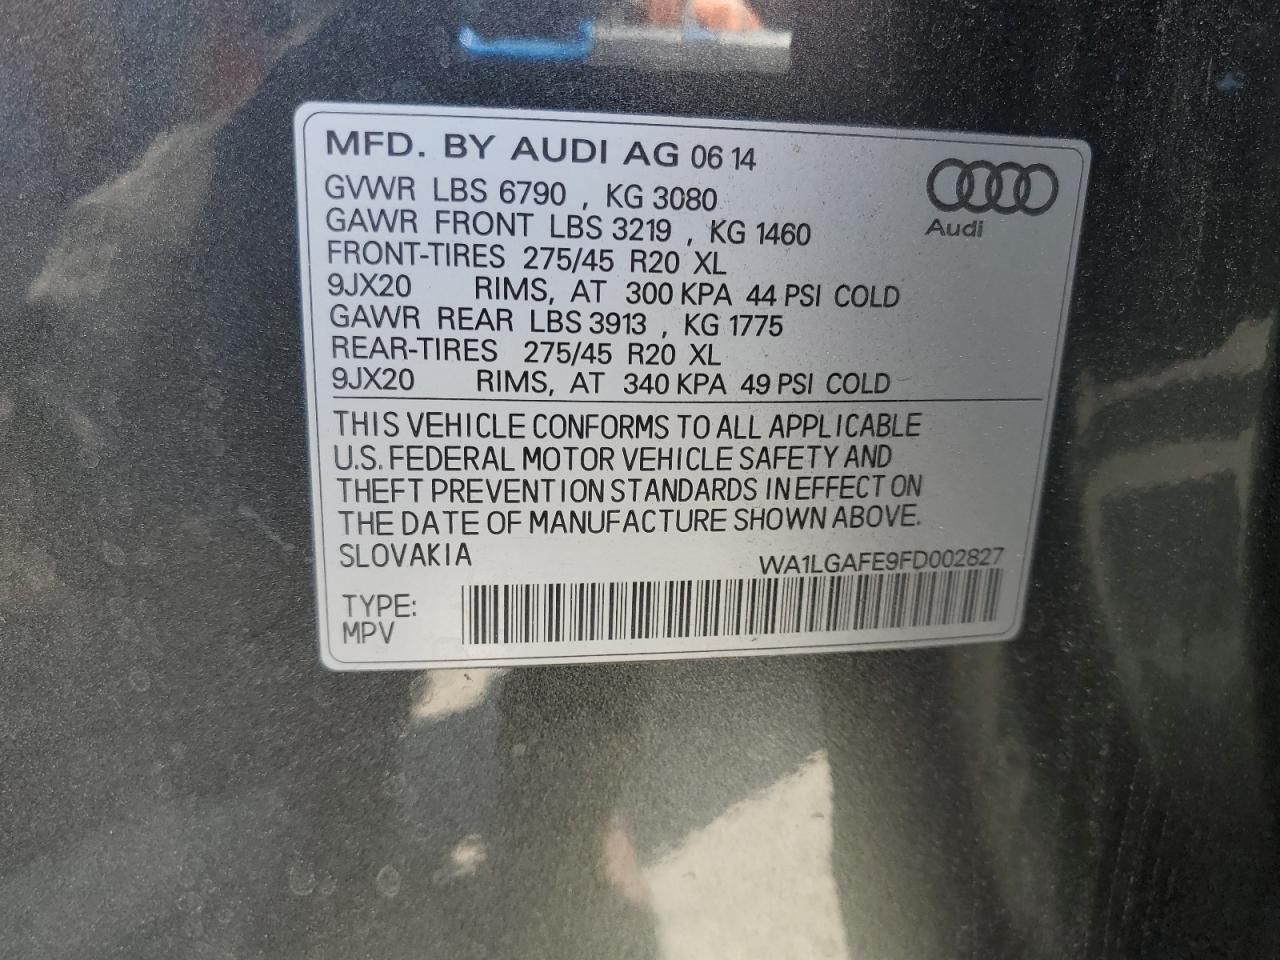 MFD. BY AUDI AG 06 14
GVWR LBS 6790 , KG 3080
GAWR FRONT LBS 3219 , KG 1460
FRONT-TIRES 275/45 R20 XL
9JX20 RIMS, AT 300 KPA 44 PSI COLD
GAWR REAR LBS 3913 , KG 1775
REAR-TIRES 275/45 R20 XL
9JX20 RIMS, AT 340 KPA 49 PSI COLD
Audi
THIS VEHICLE CONFORMS TO ALL APPLICABLE
U.S. FEDERAL MOTOR VEHICLE SAFETY AND
THEFT PREVENTION STANDARDS IN EFFECT ON
THE DATE OF MANUFACTURE SHOWN ABOVE.
SLOVAKIA
WA1LGAFE9FD002827
TYPE:
MPV